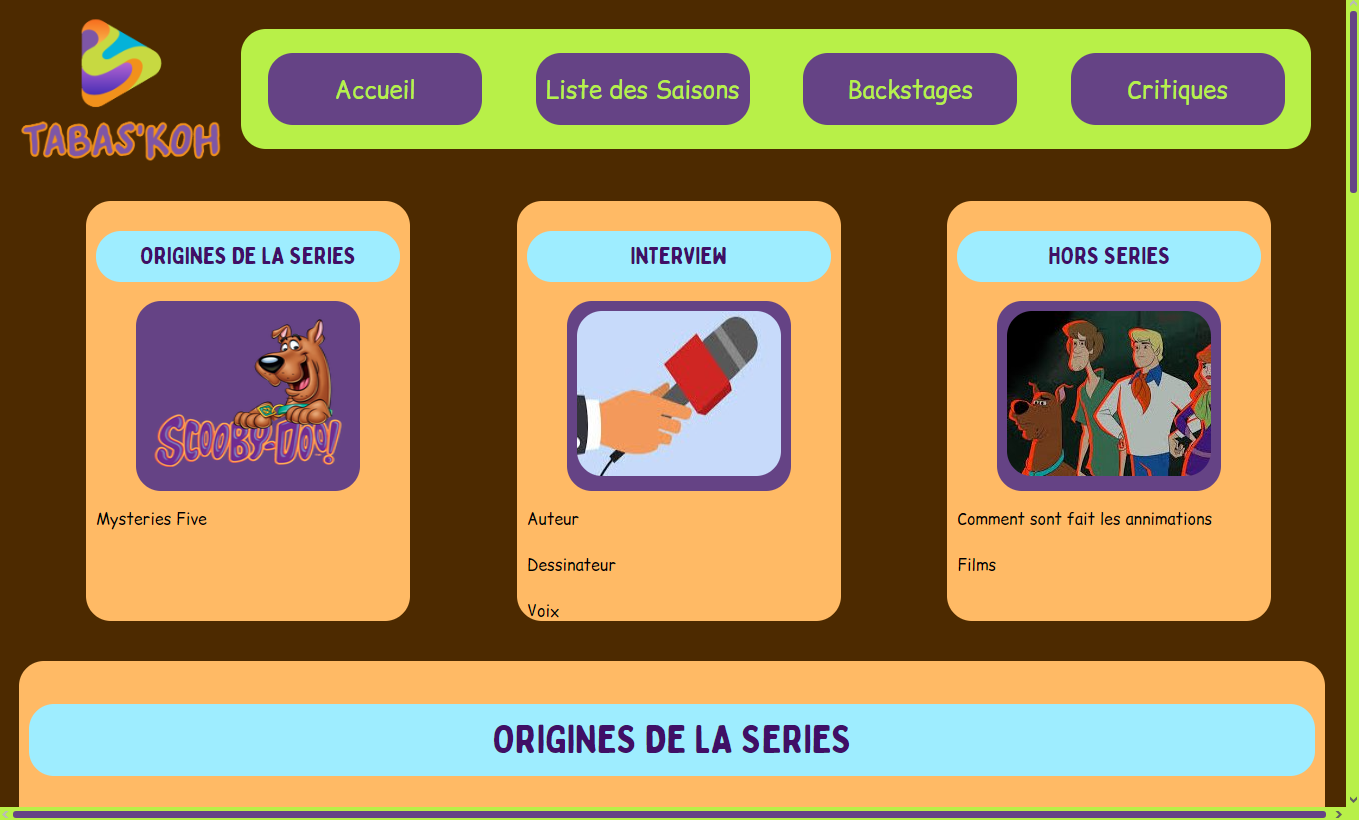 TABAS'KOH
Accueil
Liste des Saisons
Backstages
Critiques
ORIGINES DE LA SERIES
SCOOBY-DOO!
Mysteries Five
INTERVIEW
Auteur
Dessinateur
Voix
HORS SERIES
Comment sont fait les annimations
Films
ORIGINES DE LA SERIES